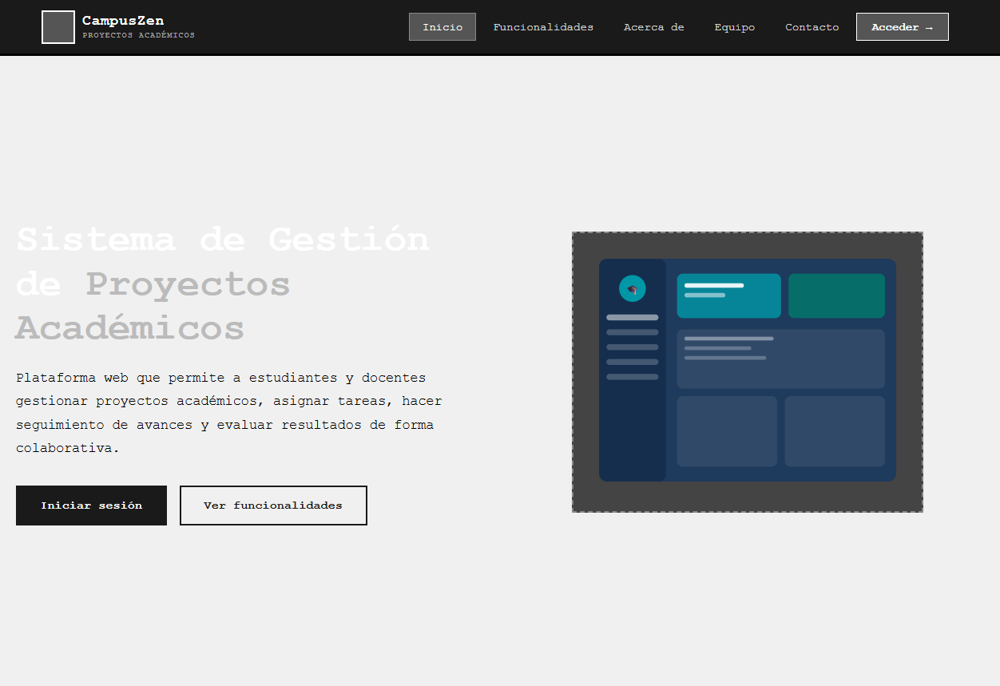 CampusZen
PROYECTOS ACADÉMICOS
Inicio
Funcionalidades
Acerca de
Equipo
Contacto
Acceder →
Sistema de Gestión
de Proyectos
Académicos
Plataforma web que permite a estudiantes y docentes
gestionar proyectos académicos, asignar tareas, hacer
seguimiento de avances y evaluar resultados de forma
colaborativa.
Iniciar sesión
Ver funcionalidades